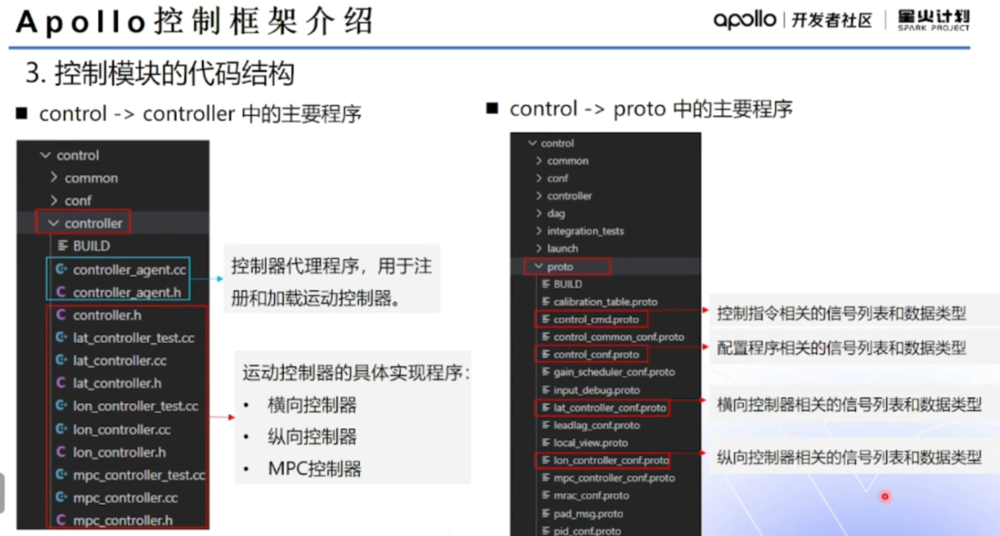 Apollo控制框架介绍
apollo | 开发者社区 | 星火计划
SPARK PROJECT
3. 控制模块的代码结构
■ control -> controller 中的主要程序
control
common
conf
controller
BUILD
controller_agent.cc
controller_agent.h
controller.h
lat_controller_test.cc
lat_controller.cc
lat_controller.h
lon_controller_test.cc
lon_controller.cc
lon_controller.h
mpc_controller_test.cc
mpc_controller.cc
mpc_controller.h
控制器代理程序，用于注
册和加载运动控制器。
运动控制器的具体实现程序：
• 横向控制器
• 纵向控制器
• MPC控制器
■ control -> proto 中的主要程序
control
common
conf
controller
dag
integration_tests
launch
proto
BUILD
calibration_table.proto
control_cmd.proto
control_common_conf.proto
control_conf.proto
gain_scheduler_conf.proto
input_debug.proto
lat_controller_conf.proto
leadlag_conf.proto
local_view.proto
lon_controller_conf.proto
mpc_controller_conf.proto
mrac_conf.proto
pad_msg.proto
pid_conf.proto
控制指令相关的信号列表和数据类型
配置程序相关的信号列表和数据类型
横向控制器相关的信号列表和数据类型
纵向控制器相关的信号列表和数据类型